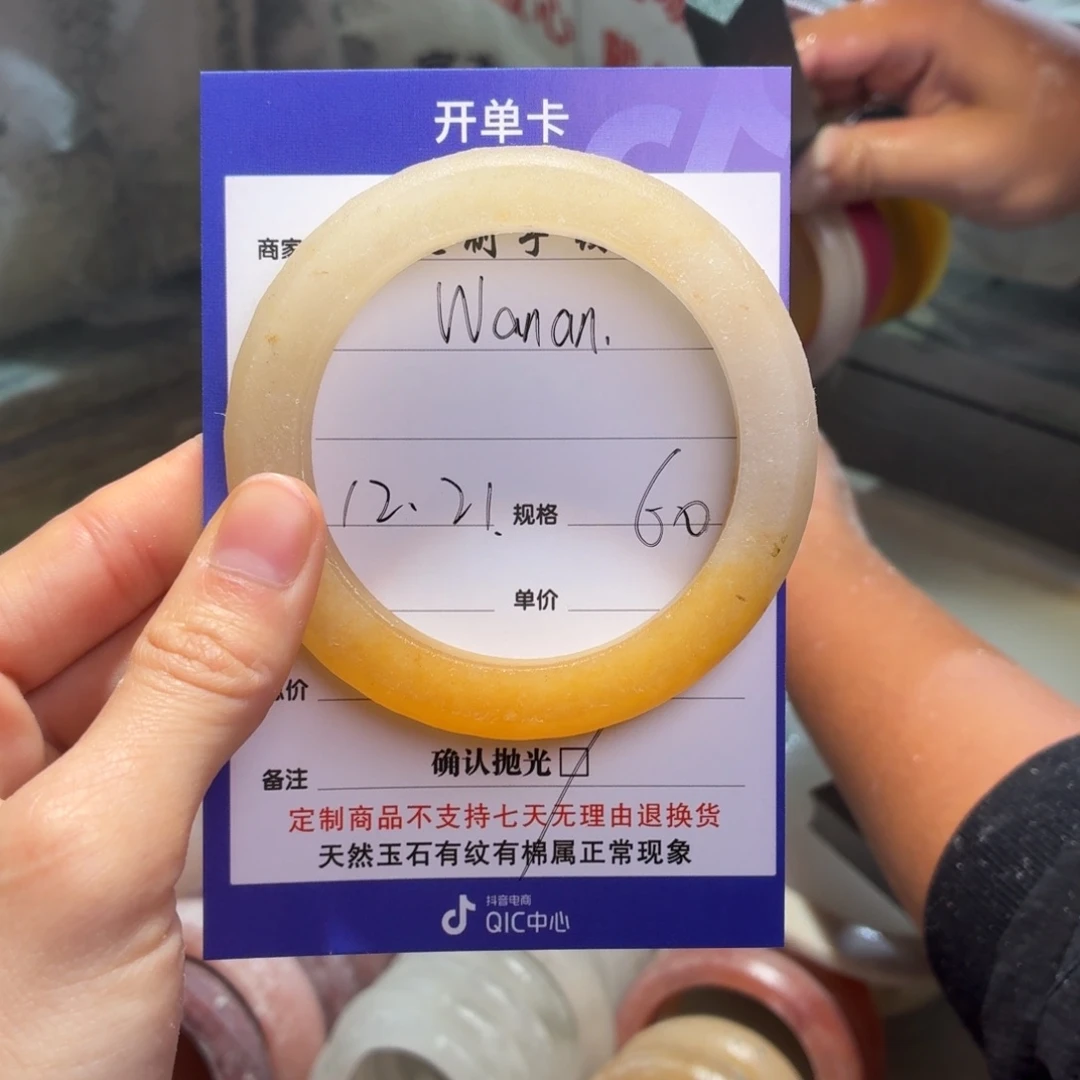 开单卡
商家
制手
Wanan.
12.21. 规格 60
单价
价
确认抛光
备注
定制商品不支持七天无理由退换货
天然玉石有纹有棉属正常现象
抖音电商
QIC中心